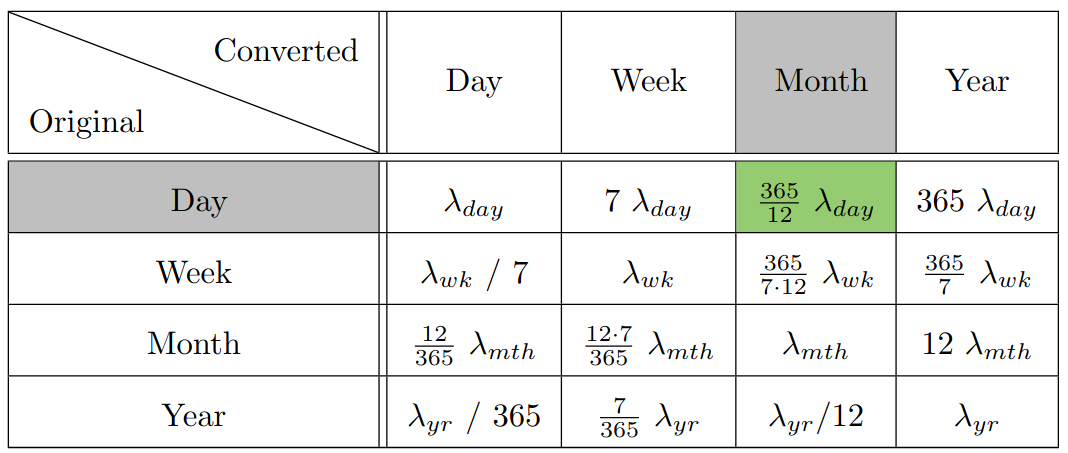 Converted
Original
Day Week Month Year
Day λ_day 7 λ_day 365/12 λ_day 365 λ_day
Week λ_wk / 7 λ_wk 365/7·12 λ_wk 365/7 λ_wk
Month 12/365 λ_mth 12·7/365 λ_mth λ_mth 12 λ_mth
Year λ_yr / 365 7/365 λ_yr λ_yr/12 λ_yr